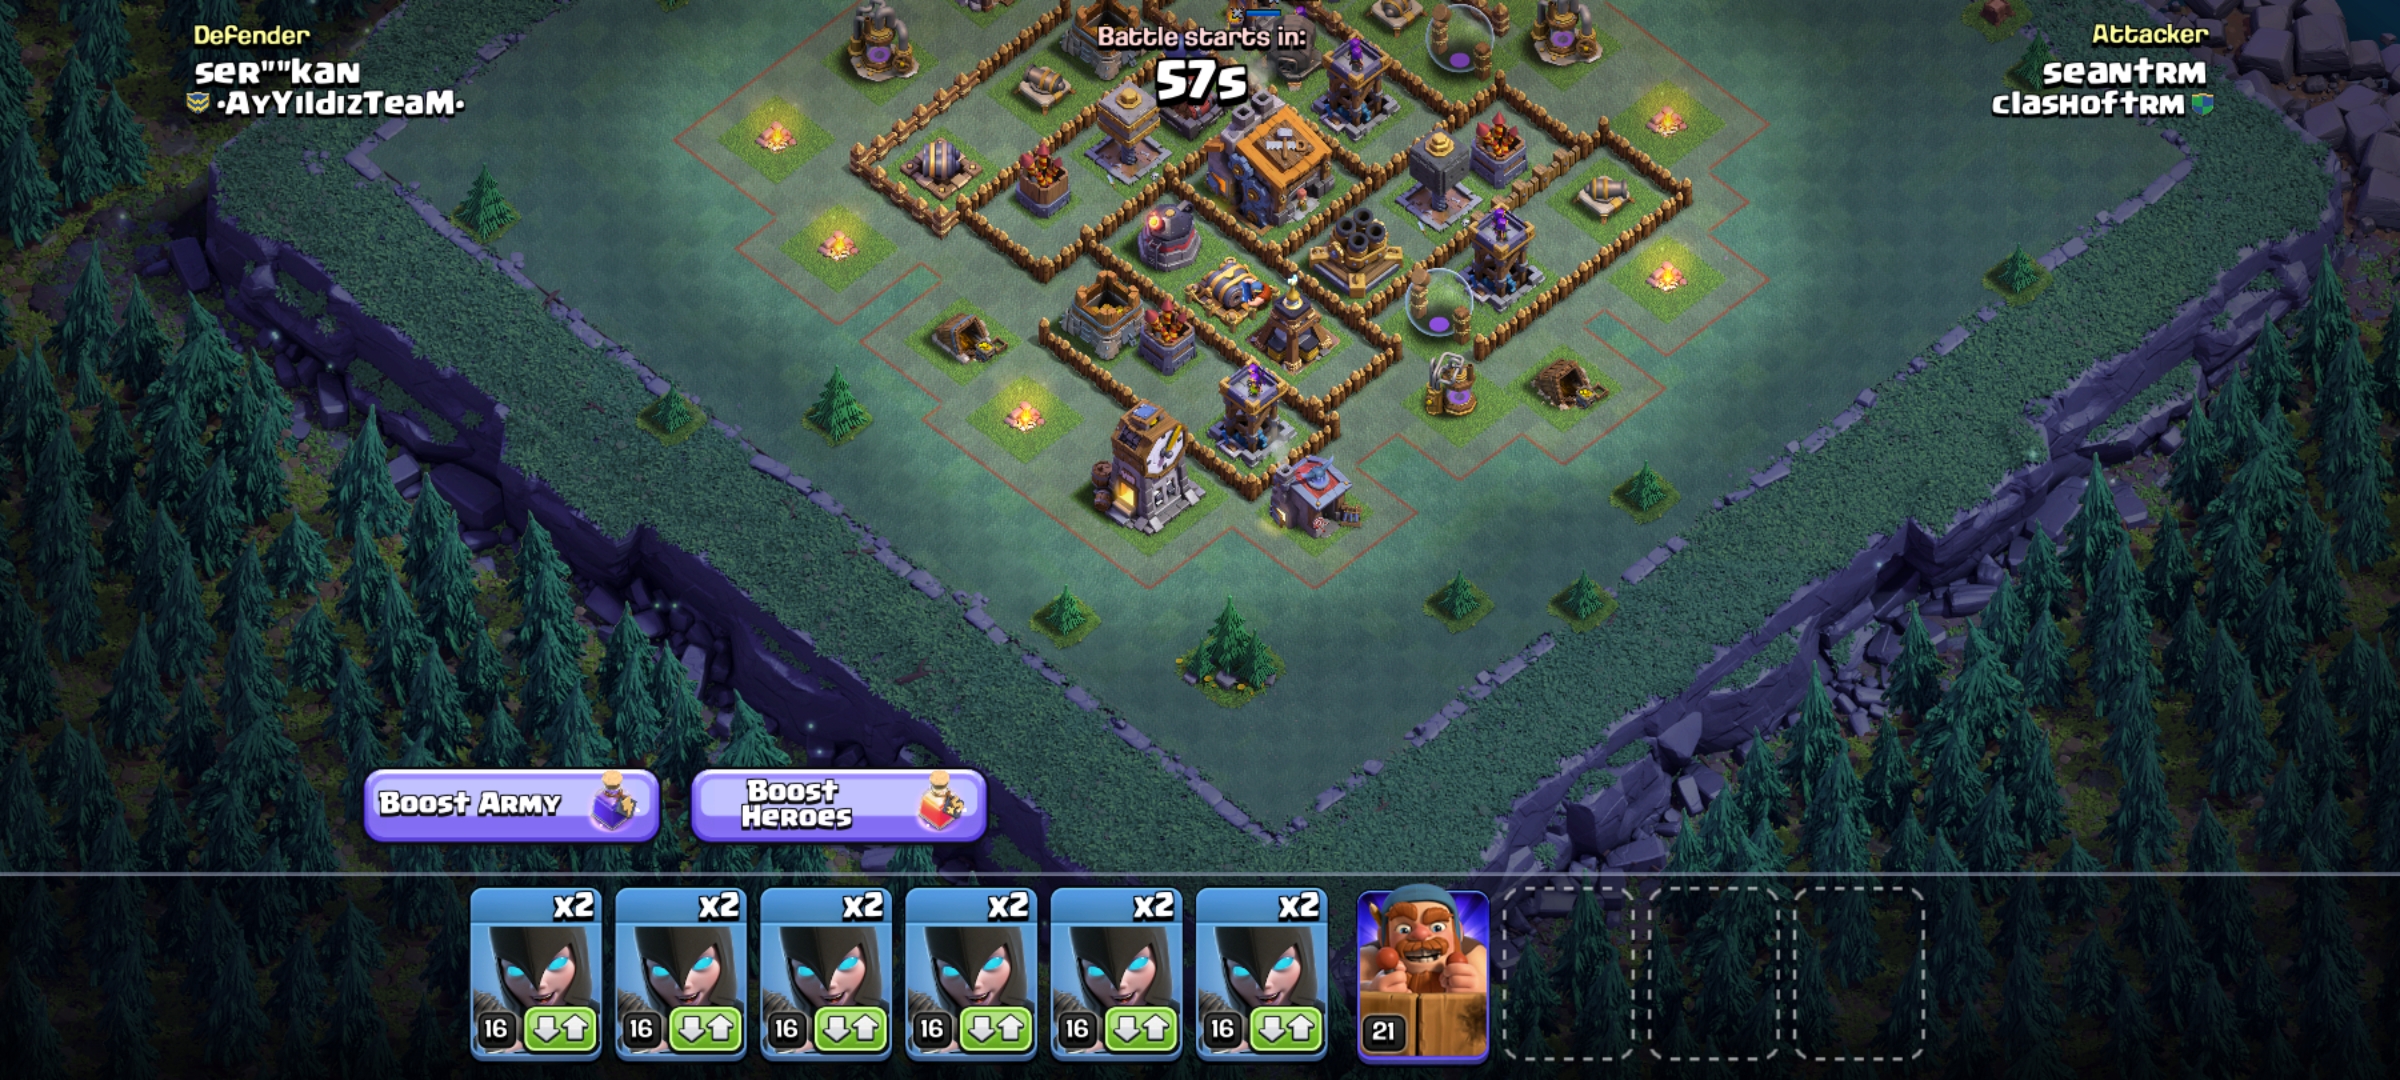 Defender
seR""kaN
·AyYıldızTeaM·
Battle starts in:
57s
Attacker
seantRM
clashoftRM
Boost Army
Boost
Heroes
x2
x2
x2
x2
x2
x2
16
16
16
16
16
16
21